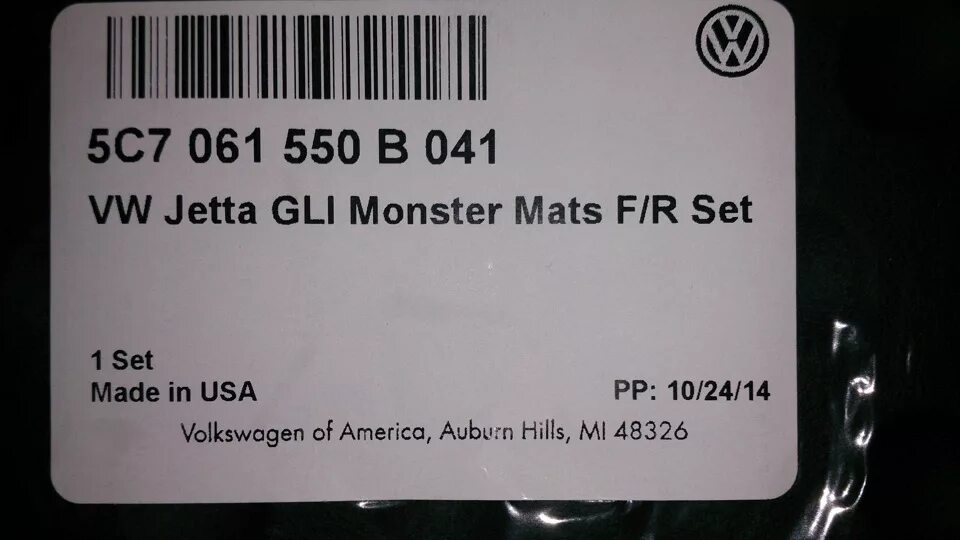 5C7 061 550 B 041
VW Jetta GLI Monster Mats F/R Set
1 Set
Made in USA
PP: 10/24/14
Volkswagen of America, Auburn Hills, MI 48326